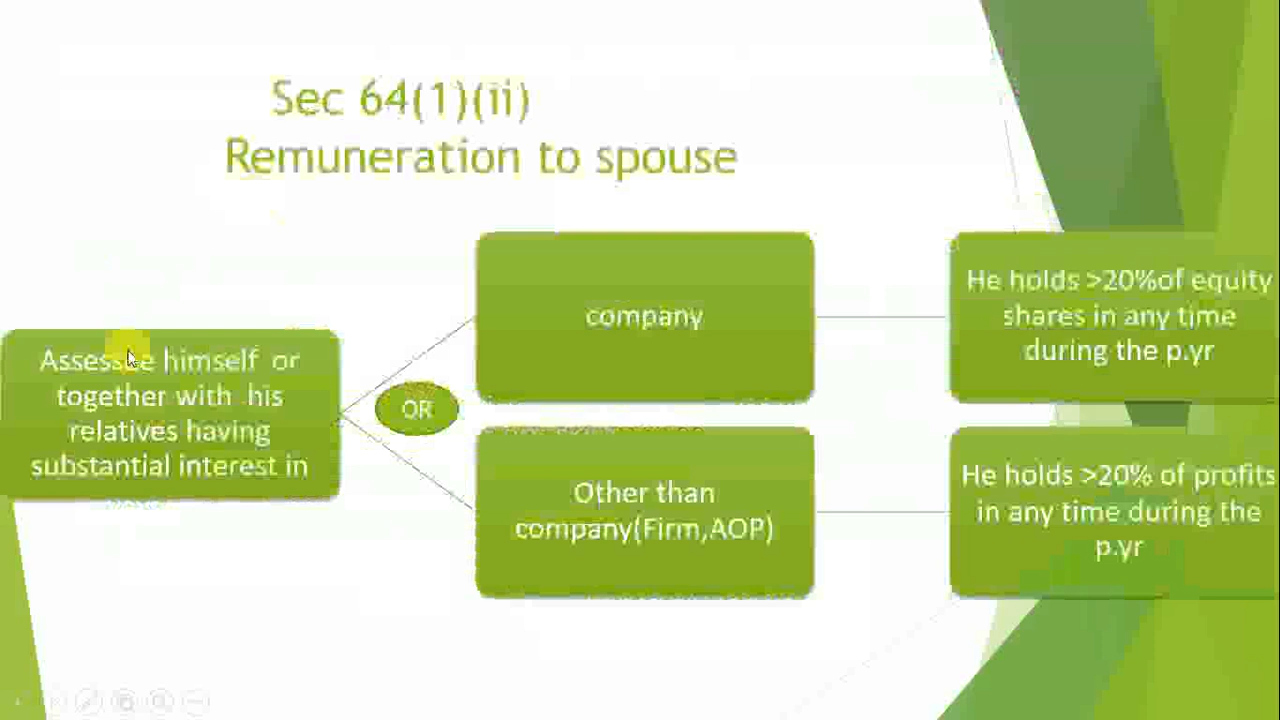 Sec 64(1)(ii)
Remuneration to spouse
Assessee himself or
together with his
relatives having
substantial interest in
OR
company
He holds >20%of equity
shares in any time
during the p.yr
Other than
company(Firm,AOP)
He holds >20% of profits
in any time during the
p.yr